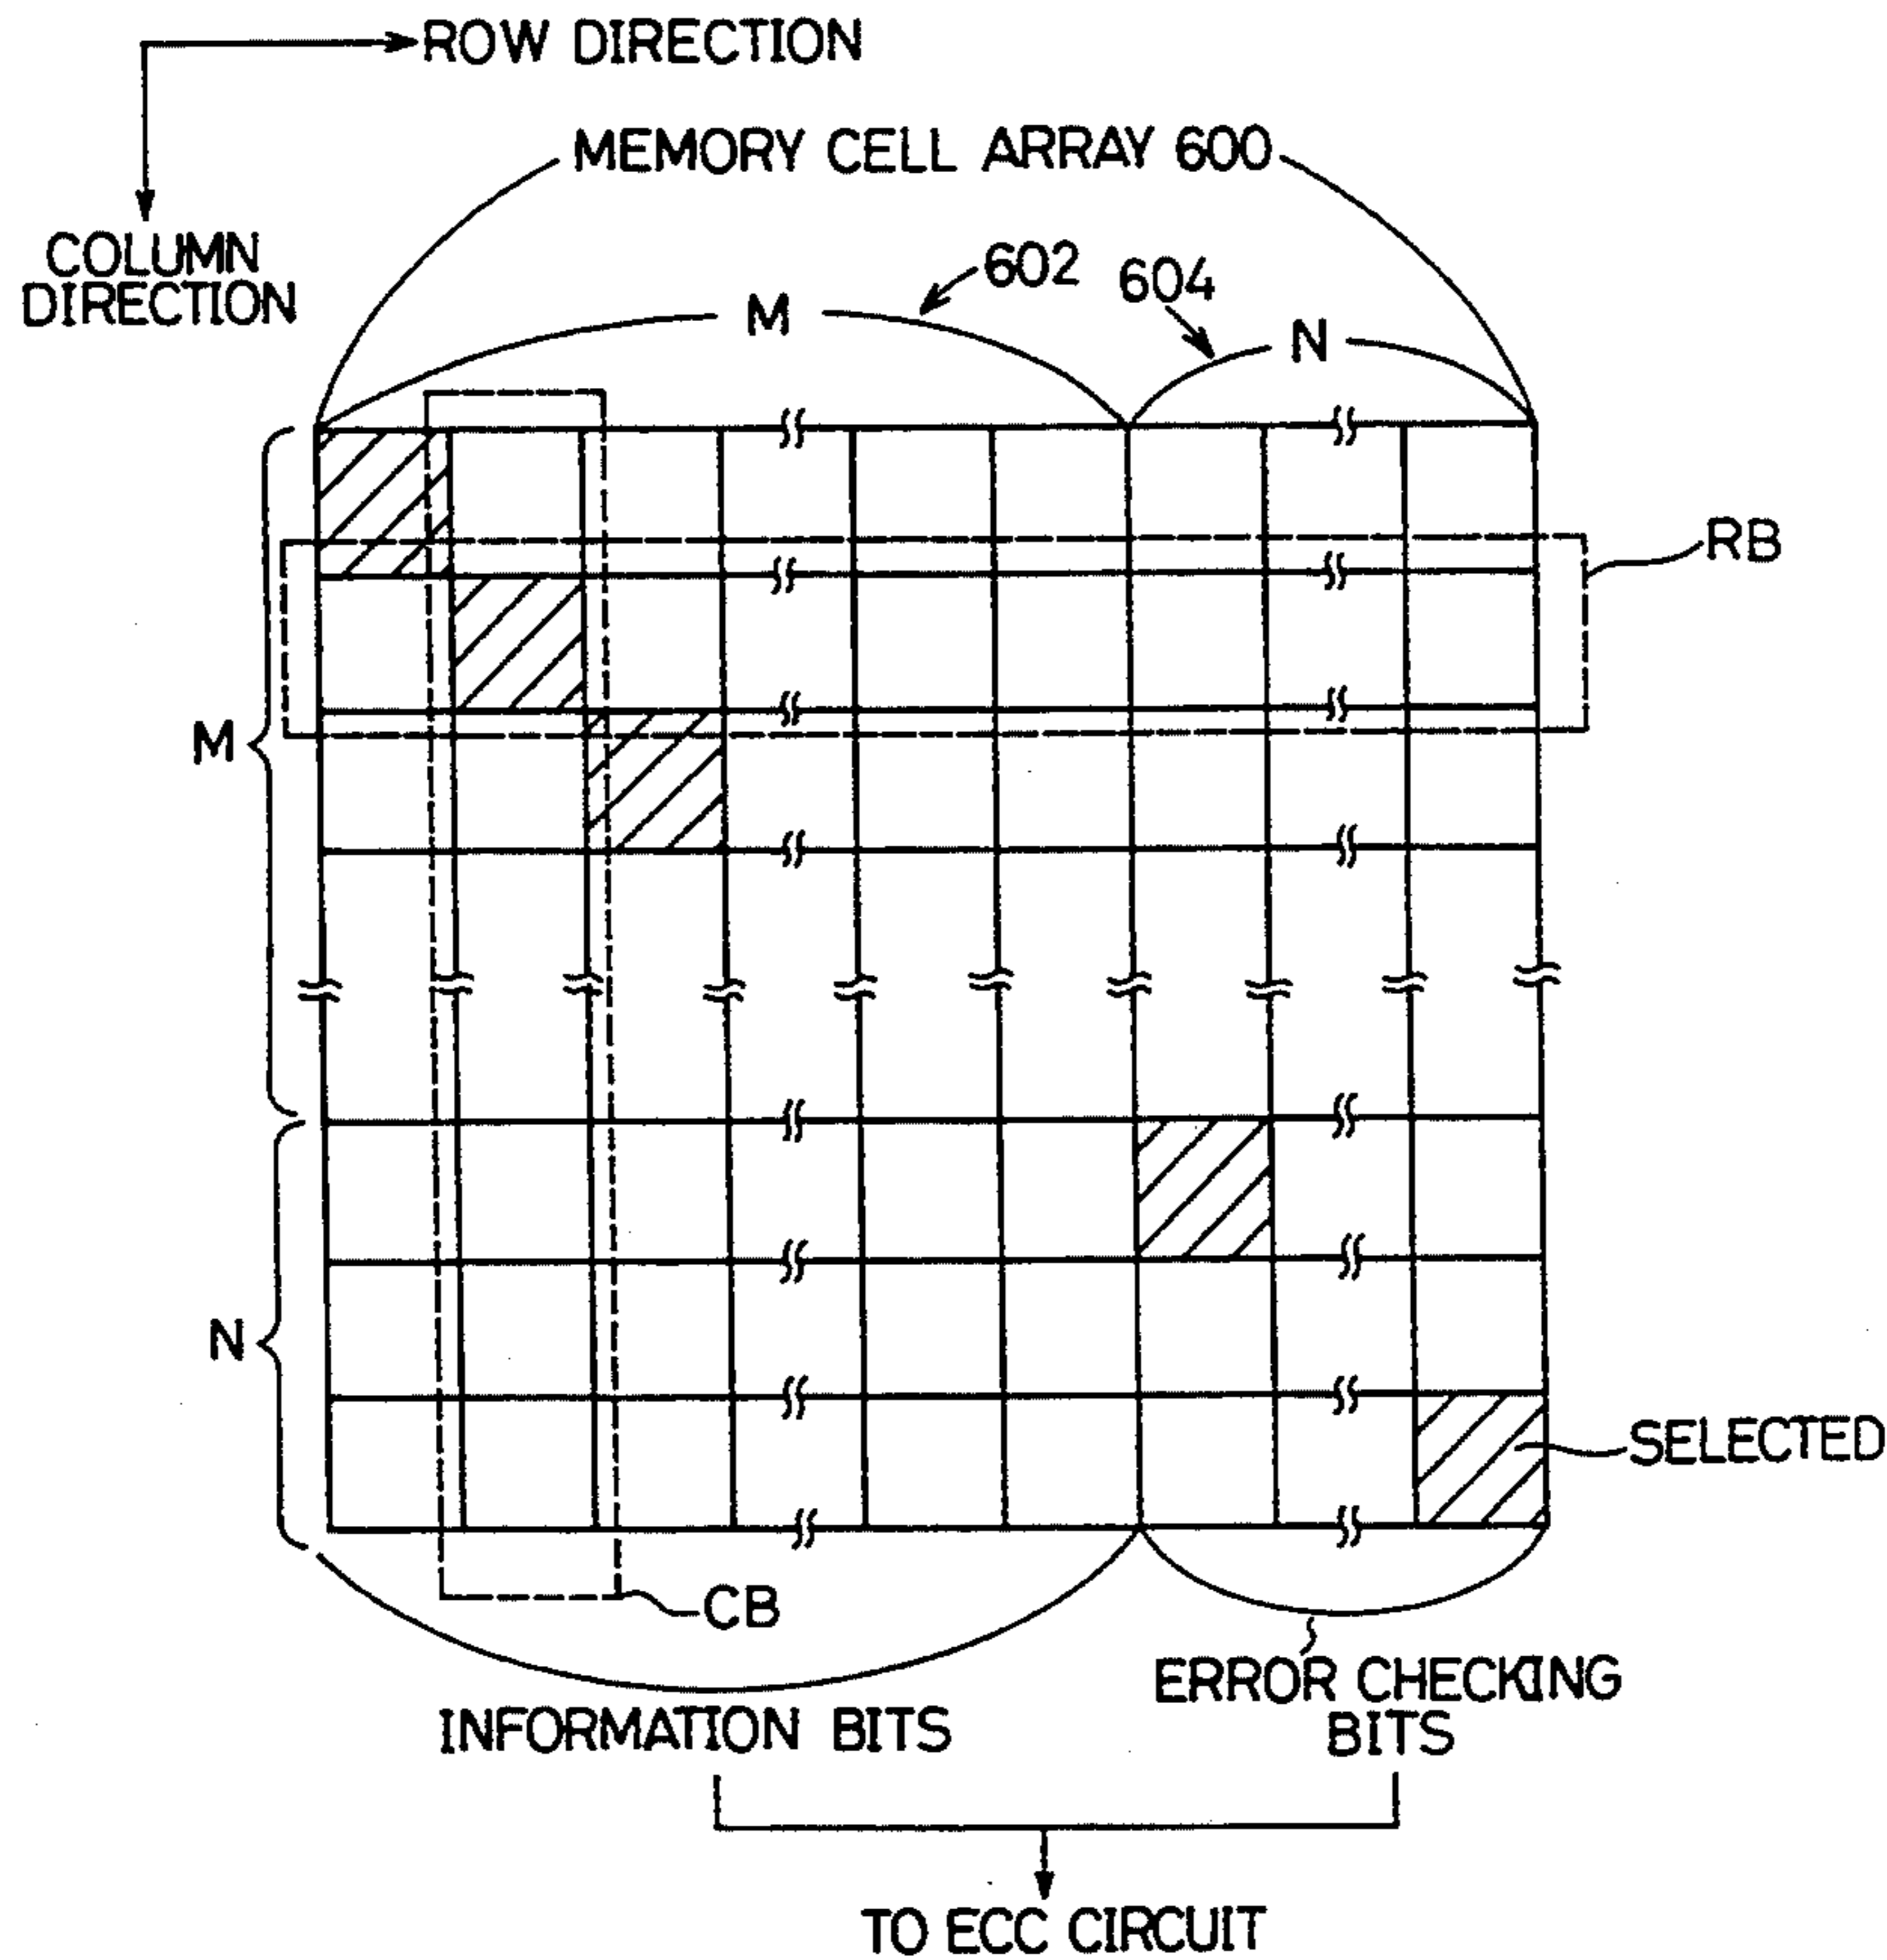 ROW DIRECTION
MEMORY CELL ARRAY 600
COLUMN
DIRECTION
602
604
M
N
RB
M
N
SELECTED
CB
ERROR CHECKING
BITS
INFORMATION BITS
TO ECC CIRCUIT